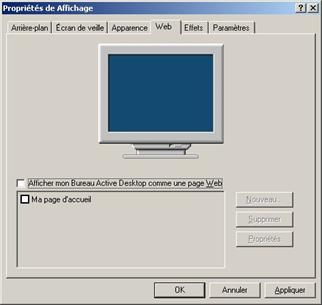 Propriétés de Affichage
Arrière-plan Écran de veille Apparence Web Effets Paramètres
Afficher mon Bureau Active Desktop comme une page Web
Ma page d'accueil
Nouveau...
Supprimer
Propriétés
OK Annuler Appliquer